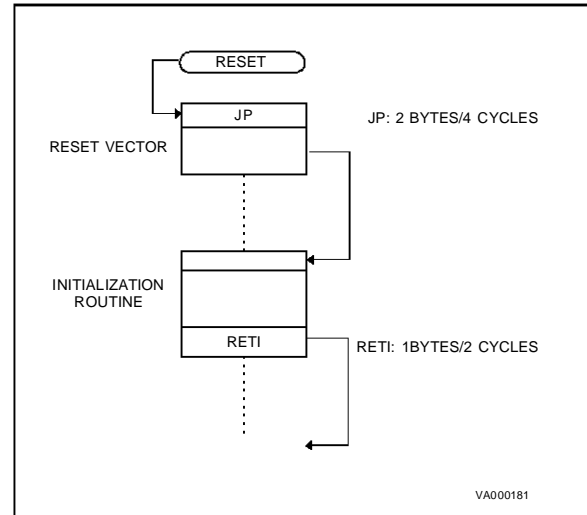 RESET
JP
JP: 2 BYTES/4 CYCLES
RESET VECTOR
INITIALIZATION
ROUTINE
RETI
RETI: 1BYTES/2 CYCLES
VA000181